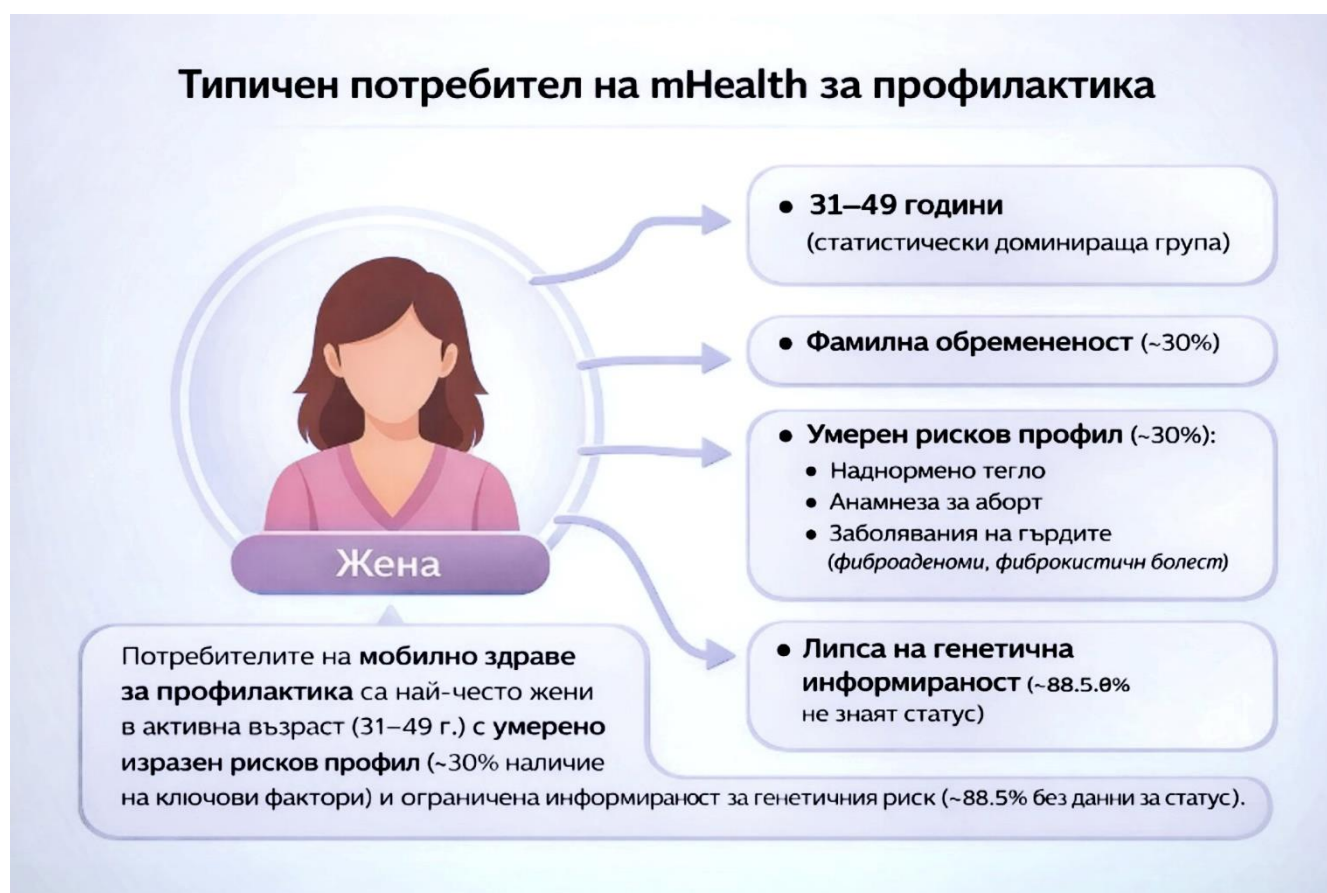 Типичен потребител на mHealth за профилактика
• 31–49 години
(статистически доминираща група)
• Фамилна обремененост (~30%)
• Умерен рисков профил (~30%):
• Наднормено тегло
• Анамнеза за аборт
• Заболявания на гърдите
(фиброаденоми, фиброкистичн болест)
• Липса на генетична
информираност (~88.5.0%
не знаят статус)
Жена
Потребителите на мобилно здраве
за профилактика са най-често жени
в активна възраст (31–49 г.) с умерено
изразен рисков профил (~30% наличие
на ключови фактори) и ограничена информираност за генетичния риск (~88.5% без данни за статус).